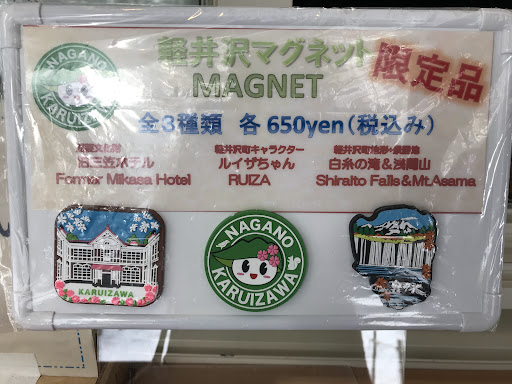 NAGANO
KARUIZAWA
軽井沢マグネット
MAGNET
限定品
全3種類 各650yen(税込み)
旧三笠ホテル
Former Mikasa Hotel
軽井沢町キャラクター
ルイザちゃん
RUIZA
白糸の滝&浅間山
Shiraito Falls&Mt.Asama
KARUIZAWA
NAGANO
KARUIZAWA
軽井沢